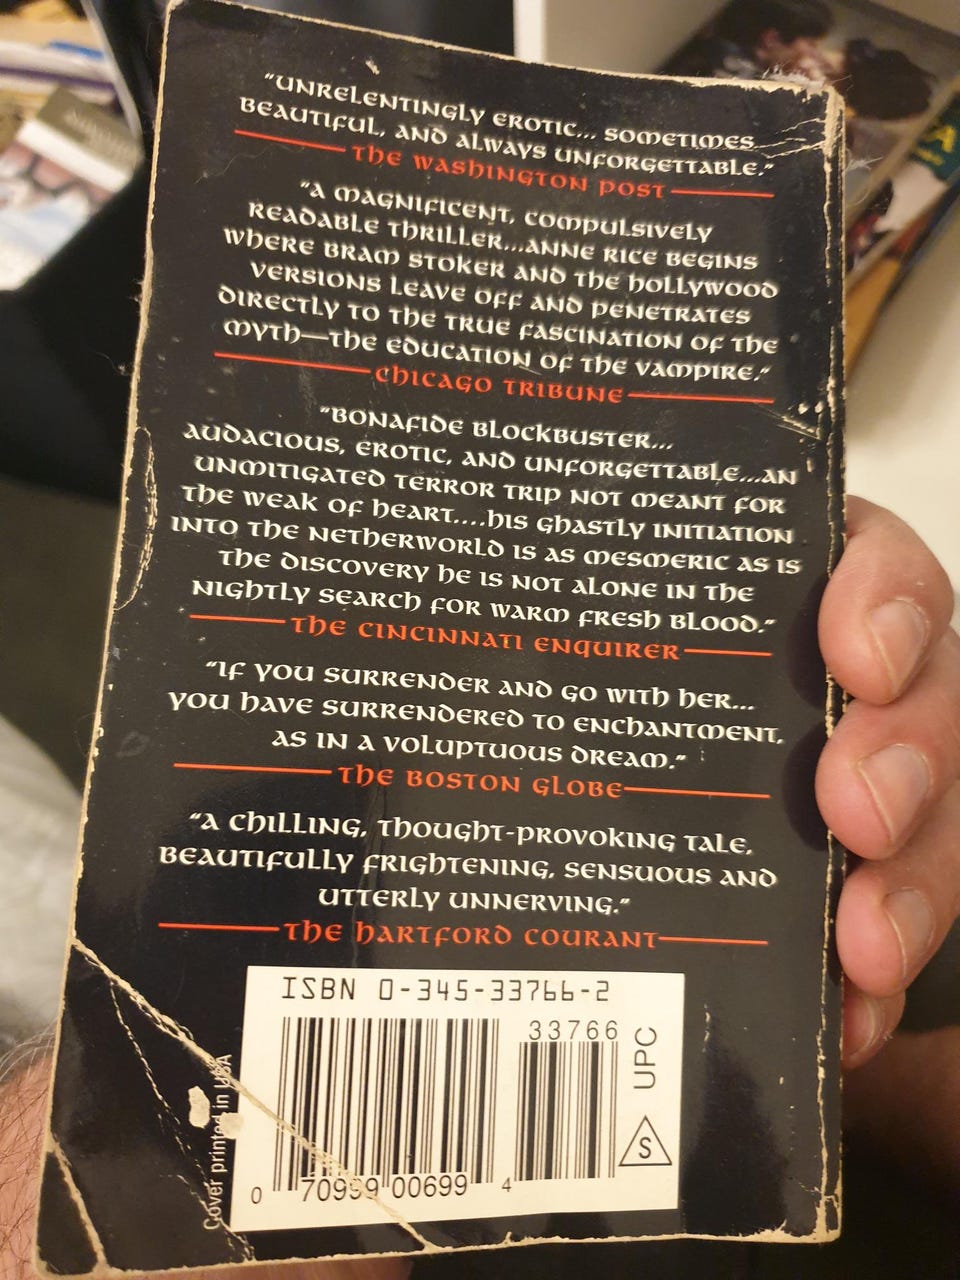 "UNRELENTINGLY EROTIC... SOMETIMES
BEAUTIFUL, AND ALWAYS UNFORGETTABLE."
THE WASHINGTON POST
"A MAGNIFICENT, COMPULSIVELY
READABLE THRILLER...ANNE RICE BEGINS
WHERE BRAM STOKER AND THE HOLLYWOOD
VERSIONS LEAVE OFF AND PENETRATES
DIRECTLY TO THE TRUE FASCINATION OF THE
MYTH—THE EDUCATION OF THE VAMPIRE."
CHICAGO TRIBUNE
"BONAFIDE BLOCKBUSTER...
AUDACIOUS, EROTIC, AND UNFORGETTABLE...AN
UNMITIGATED TERROR TRIP NOT MEANT FOR
THE WEAK OF HEART....HIS GHASTLY INITIATION
INTO THE NETHERWORLD IS AS MESMERIC AS IS
THE DISCOVERY HE IS NOT ALONE IN THE
NIGHTLY SEARCH FOR WARM FRESH BLOOD."
THE CINCINNATI ENQUIRER
"IF YOU SURRENDER AND GO WITH HER...
YOU HAVE SURRENDERED TO ENCHANTMENT,
AS IN A VOLUPTUOUS DREAM."
THE BOSTON GLOBE
"A CHILLING, THOUGHT-PROVOKING TALE,
BEAUTIFULLY FRIGHTENING, SENSUOUS AND
UTTERLY UNNERVING."
THE HARTFORD COURANT
ISBN 0-345-33766-2
33766
UPC
S
0 70999 00699 4
Cover printed in USA